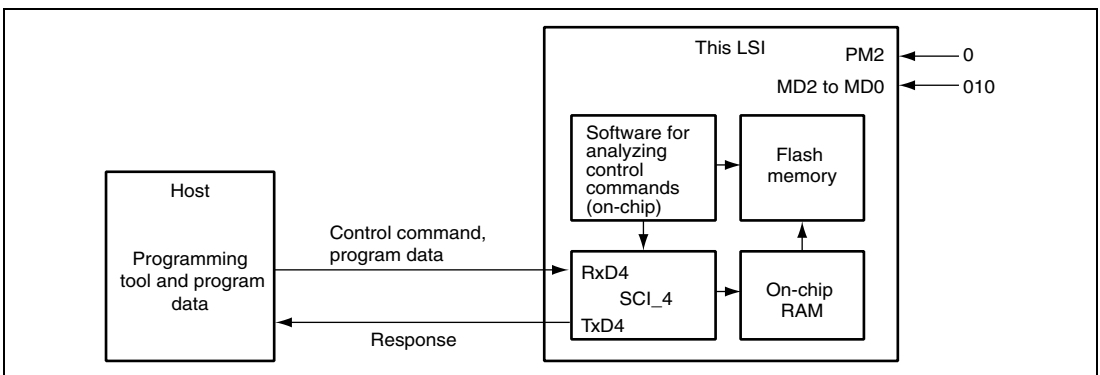 This LSI
PM2
0
MD2 to MD0
010
Software for
analyzing
control
commands
(on-chip)
Flash
memory
Host
Programming
tool and program
data
Control command,
program data
Response
RxD4
SCI_4
TxD4
On-chip
RAM